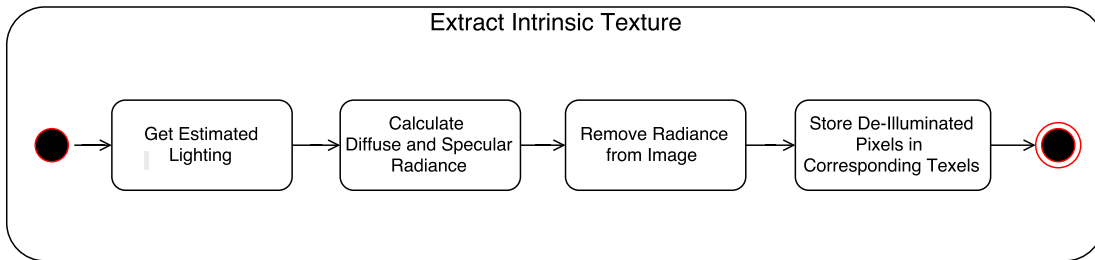 Extract Intrinsic Texture
Get Estimated
Lighting
Calculate
Diffuse and Specular
Radiance
Remove Radiance
from Image
Store De-Illuminated
Pixels in
Corresponding Texels